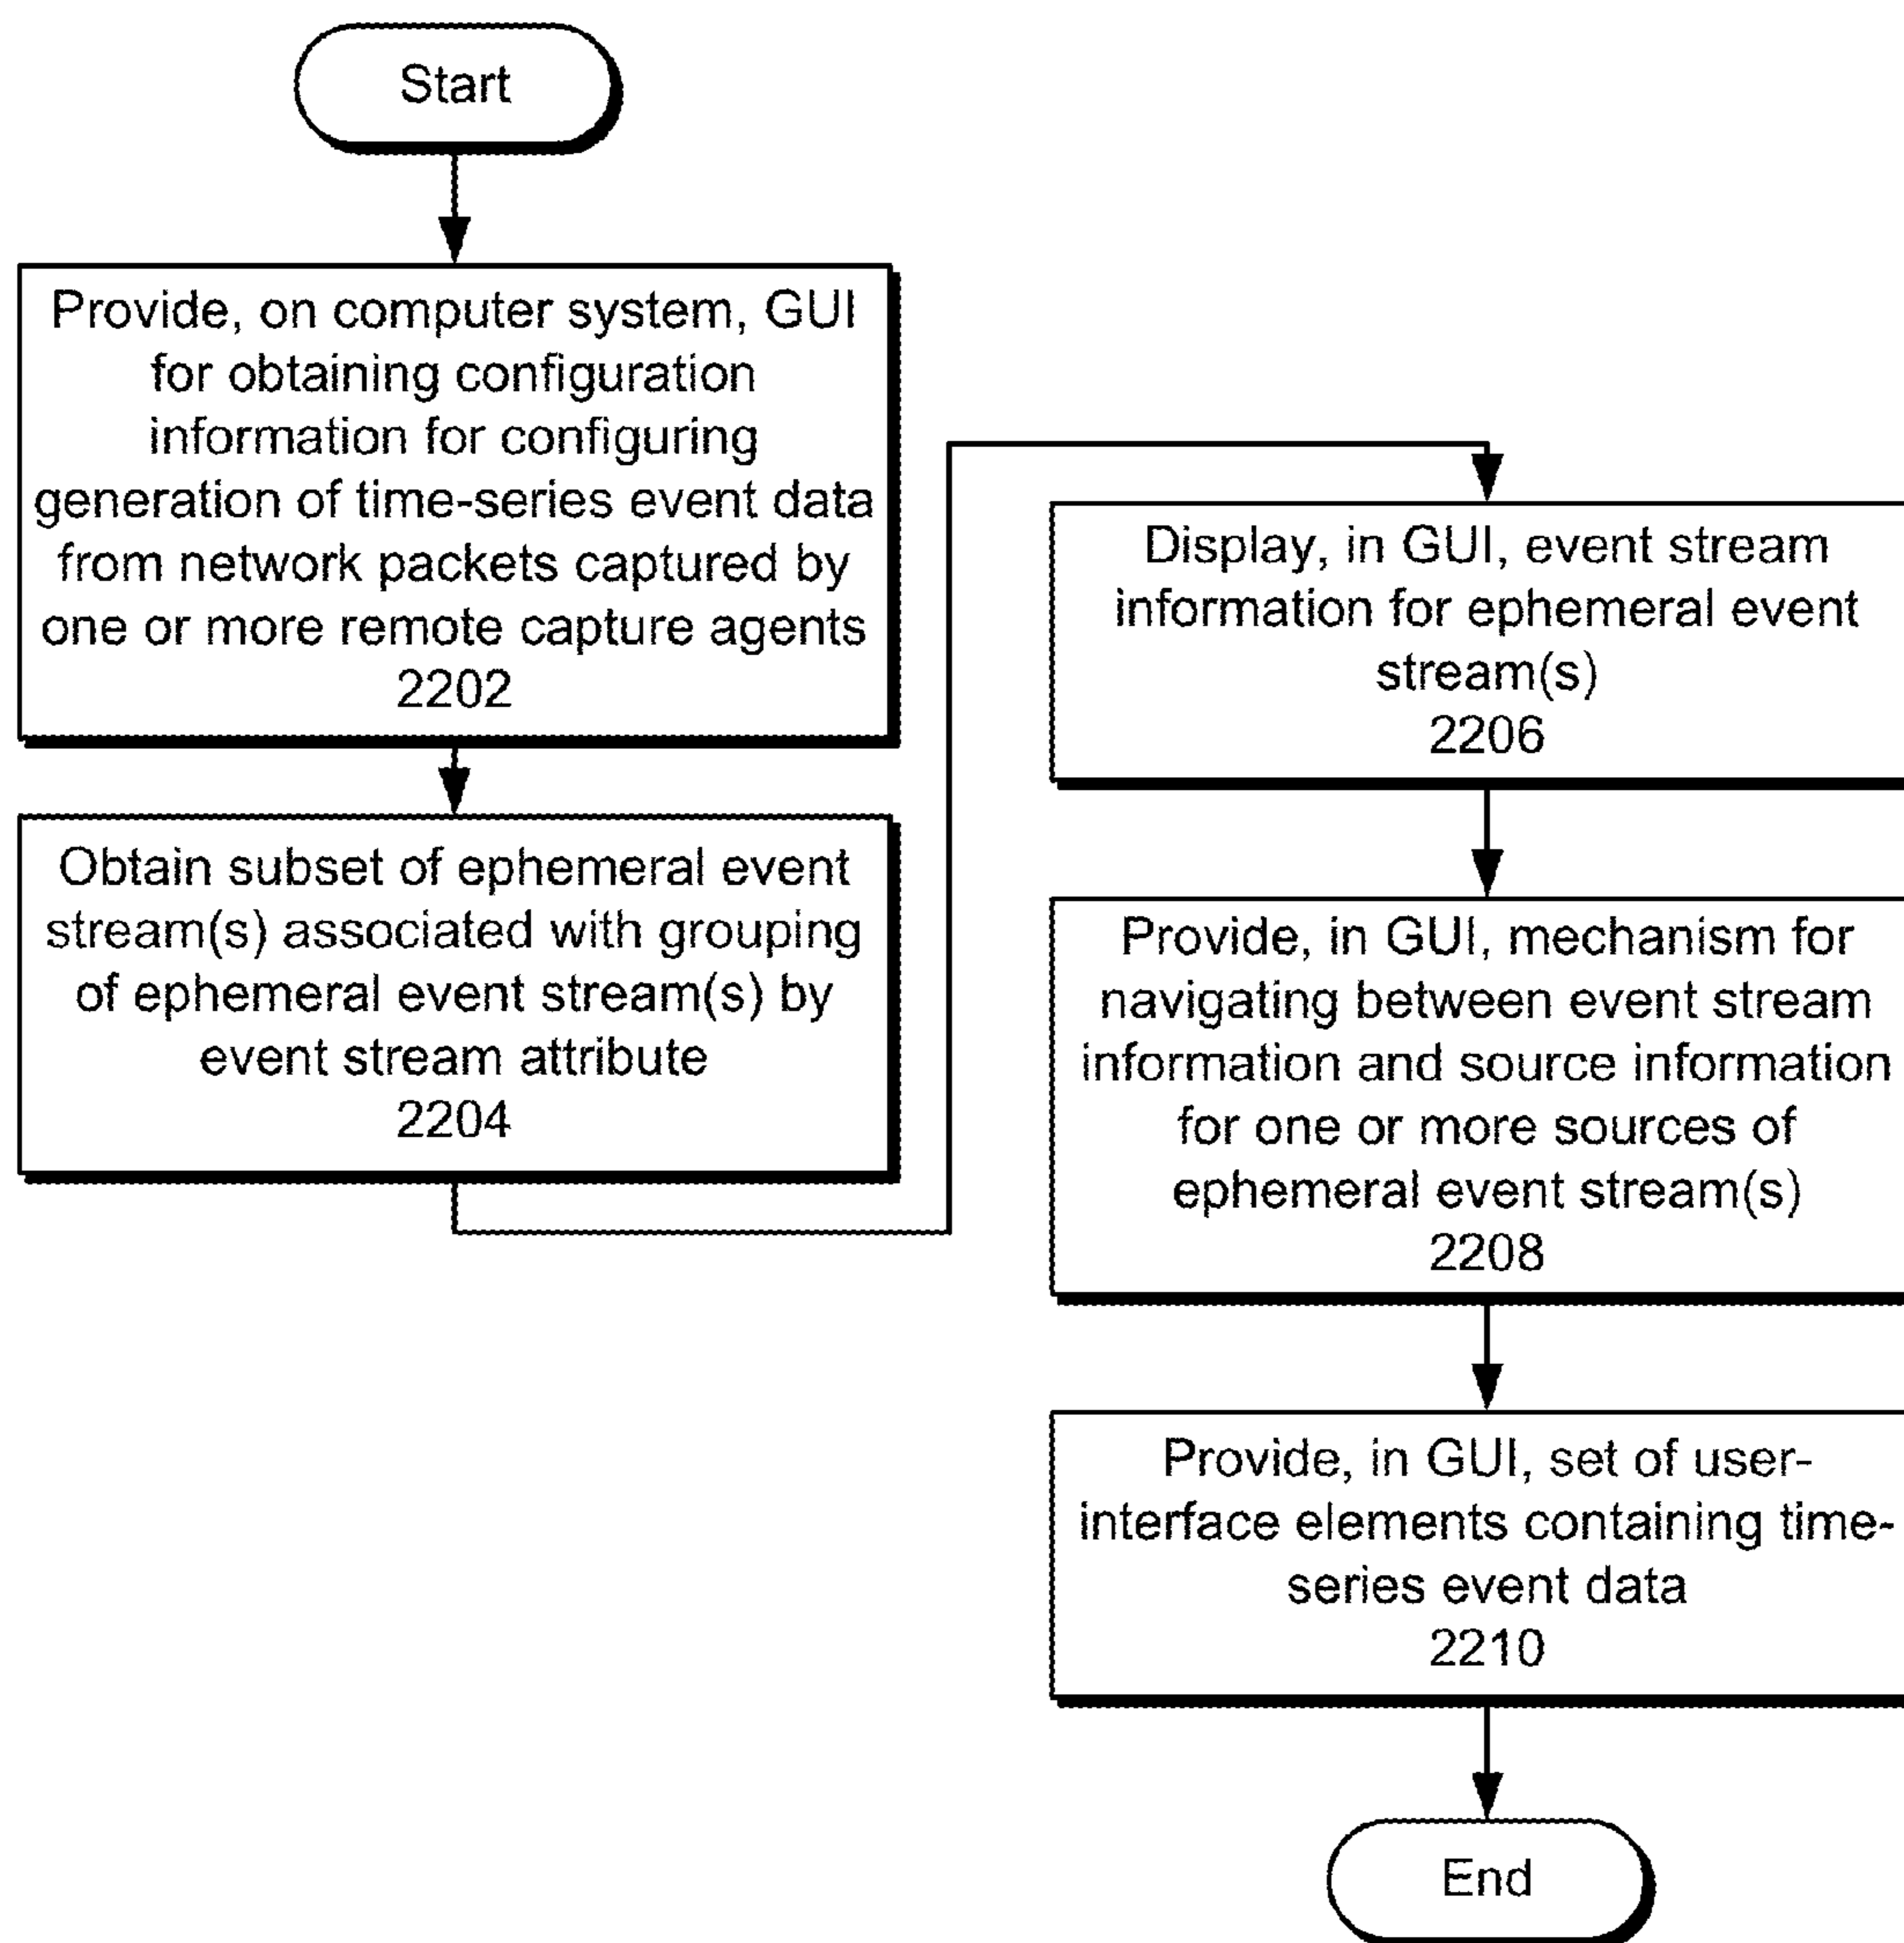 Start
Provide, on computer system, GUI
for obtaining configuration
information for configuring
generation of time-series event data
from network packets captured by
one or more remote capture agents
2202
Obtain subset of ephemeral event
stream(s) associated with grouping
of ephemeral event stream(s) by
event stream attribute
2204
Display, in GUI, event stream
information for ephemeral event
stream(s)
2206
Provide, in GUI, mechanism for
navigating between event stream
information and source information
for one or more sources of
ephemeral event stream(s)
2208
Provide, in GUI, set of user-
interface elements containing time-
series event data
2210
End